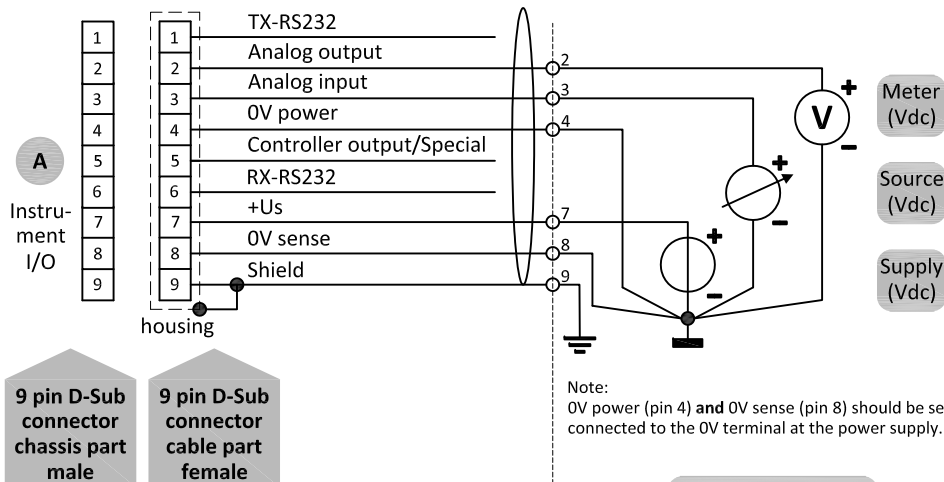 TX-RS232
Analog output
Analog input
0V power
Controller output/Special
RX-RS232
+Us
0V sense
Shield
housing
1
2
3
4
5
6
7
8
9
1
2
3
4
5
6
7
8
9
A
Instru-
ment
I/O
2
3
4
7
8
9
V
+
-
+
-
+
-
Meter
(Vdc)
Source
(Vdc)
Supply
(Vdc)
9 pin D-Sub
connector
chassis part
male
9 pin D-Sub
connector
cable part
female
Note:
0V power (pin 4) and 0V sense (pin 8) should be se
connected to the 0V terminal at the power supply.